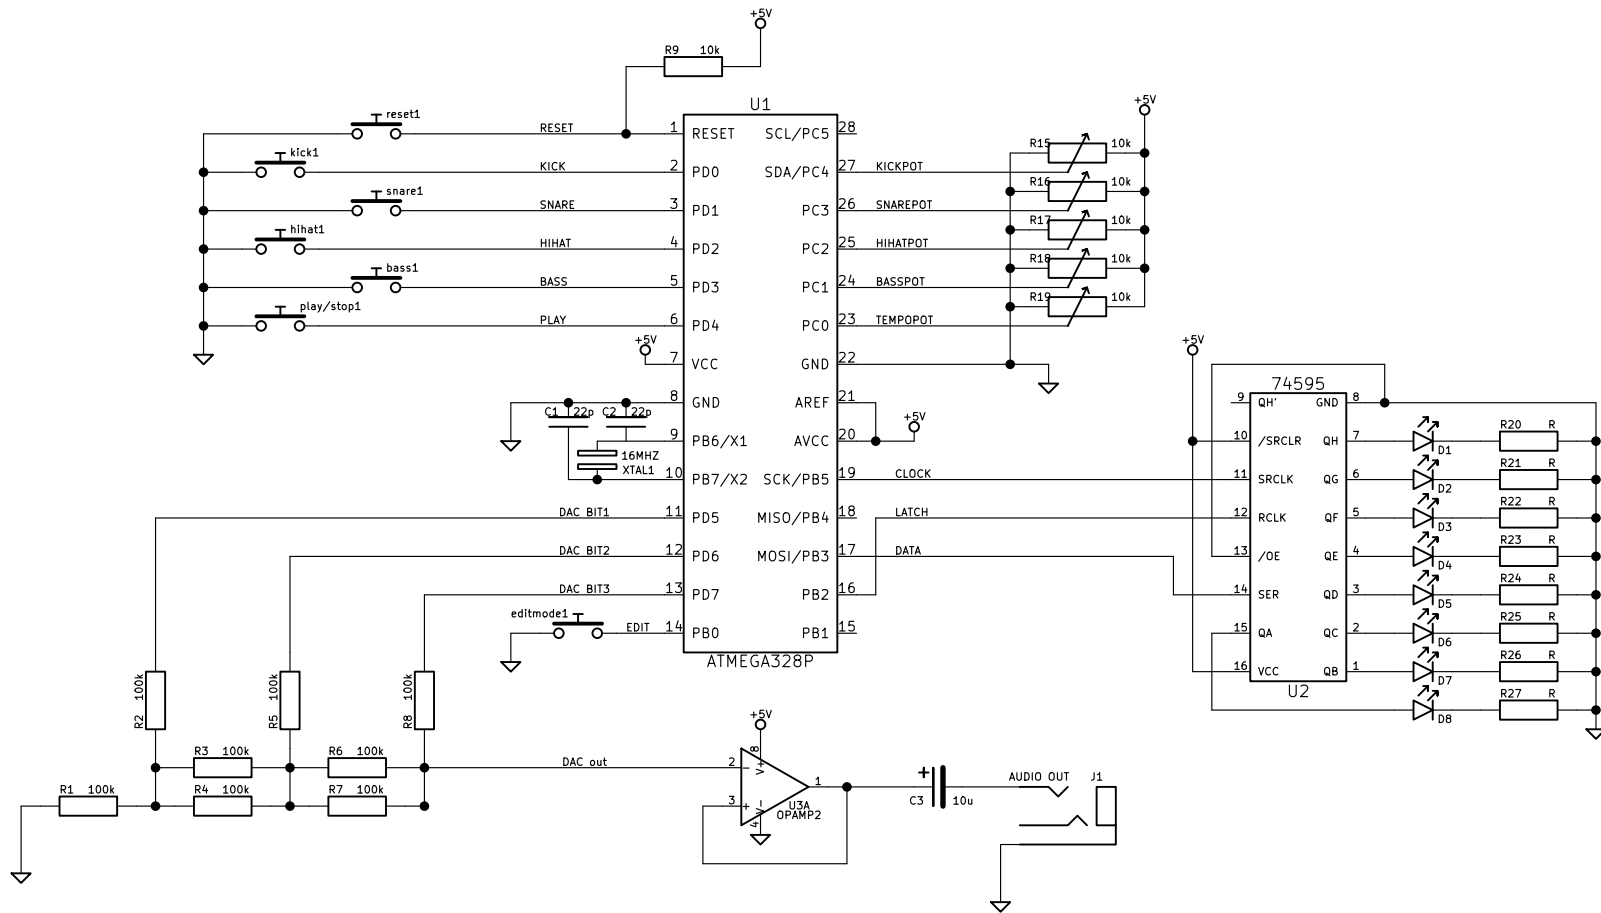 +5V
R9 10k
U1
reset1
RESET
1 RESET
SCL/PC5 28
kick1
KICK
2 PD0
SDA/PC4 27
KICKPOT
snare1
SNARE
3 PD1
PC3 26
SNAREPOT
hihat1
HIHAT
4 PD2
PC2 25
HIHATPOT
bass1
BASS
5 PD3
PC1 24
BASSPOT
play/stop1
PLAY
6 PD4
PC0 23
TEMPOPOT
+5V
R15 10k
R16 10k
R17 10k
R18 10k
R19 10k
+5V
7 VCC
GND 22
C1 22p
C2 22p
8 GND
AREF 21
+5V
9 PB6/X1
AVCC 20
16MHZ
XTAL1
10 PB7/X2
SCK/PB5 19
CLOCK
DAC BIT1
11 PD5
MISO/PB4 18
LATCH
DAC BIT2
12 PD6
MOSI/PB3 17
DATA
DAC BIT3
13 PD7
PB2 16
editmode1
EDIT
14 PB0
PB1 15
ATMEGA328P
+5V
74595
9 QH'
GND 8
10 /SRCLR
QH 7
D1
R20 R
11 SRCLK
QG 6
D2
R21 R
12 RCLK
QF 5
D3
R22 R
13 /OE
QE 4
D4
R23 R
14 SER
QD 3
D5
R24 R
15 QA
QC 2
D6
R25 R
16 VCC
QB 1
D7
R26 R
U2
D8
R27 R
R2 100k
R5 100k
R8 100k
R3 100k
R6 100k
R1 100k
R4 100k
R7 100k
DAC out
+5V
8
V+
2 -
3 +
1
U3A
OPAMP2
V-
4
+
C3 10u
AUDIO OUT
J1